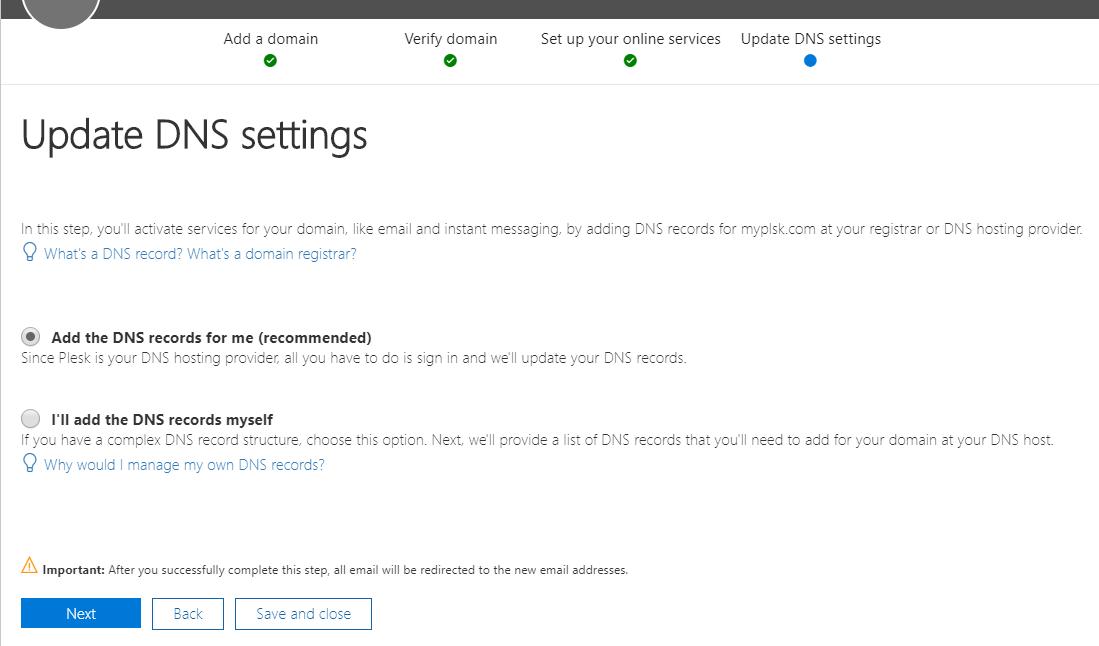 Add a domain
Verify domain
Set up your online services
Update DNS settings
Update DNS settings
In this step, you'll activate services for your domain, like email and instant messaging, by adding DNS records for myplsk.com at your registrar or DNS hosting provider.
What's a DNS record? What's a domain registrar?
Add the DNS records for me (recommended)
Since Plesk is your DNS hosting provider, all you have to do is sign in and we'll update your DNS records.
I'll add the DNS records myself
If you have a complex DNS record structure, choose this option. Next, we'll provide a list of DNS records that you'll need to add for your domain at your DNS host.
Why would I manage my own DNS records?
Important: After you successfully complete this step, all email will be redirected to the new email addresses.
Next
Back
Save and close